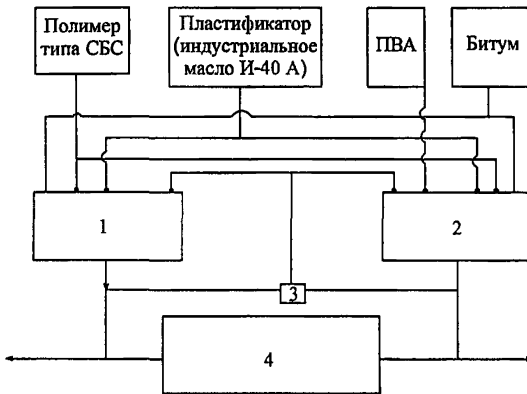 Полимер
типа СБС
Пластификатор
(индустриальное
масло И-40 А)
ПВА
Битум
1
2
3
4